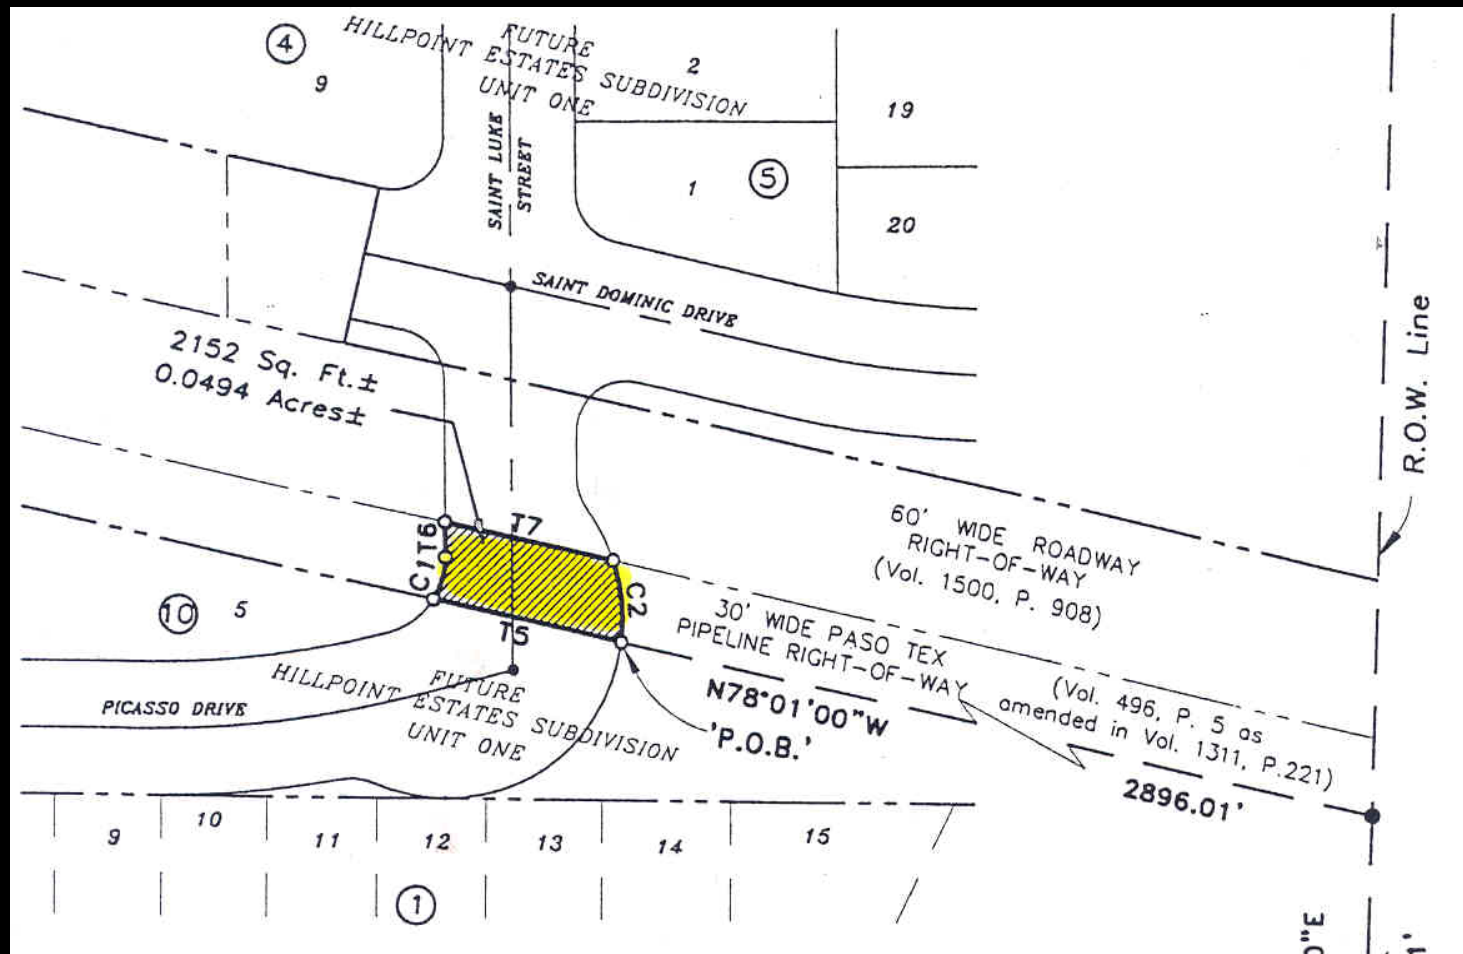 4
9
FUTURE
HILLPOINT ESTATES SUBDIVISION
UNIT ONE
2
19
SAINT LUKE
STREET
1
5
20
SAINT DOMINIC DRIVE
R.O.W. Line
2152 Sq. Ft.±
0.0494 Acres±
T7
T6
C1
C2
T5
60' WIDE ROADWAY
RIGHT-OF-WAY
(Vol. 1500, P. 908)
30' WIDE PASO TEX
PIPELINE RIGHT-OF-WAY
(Vol. 496, P. 5 as
amended in Vol. 1311, P.221)
N78°01'00"W
2896.01'
'P.O.B.'
10
5
FUTURE
HILLPOINT ESTATES SUBDIVISION
UNIT ONE
PICASSO DRIVE
9
10
11
12
13
14
15
1
0"E
1'